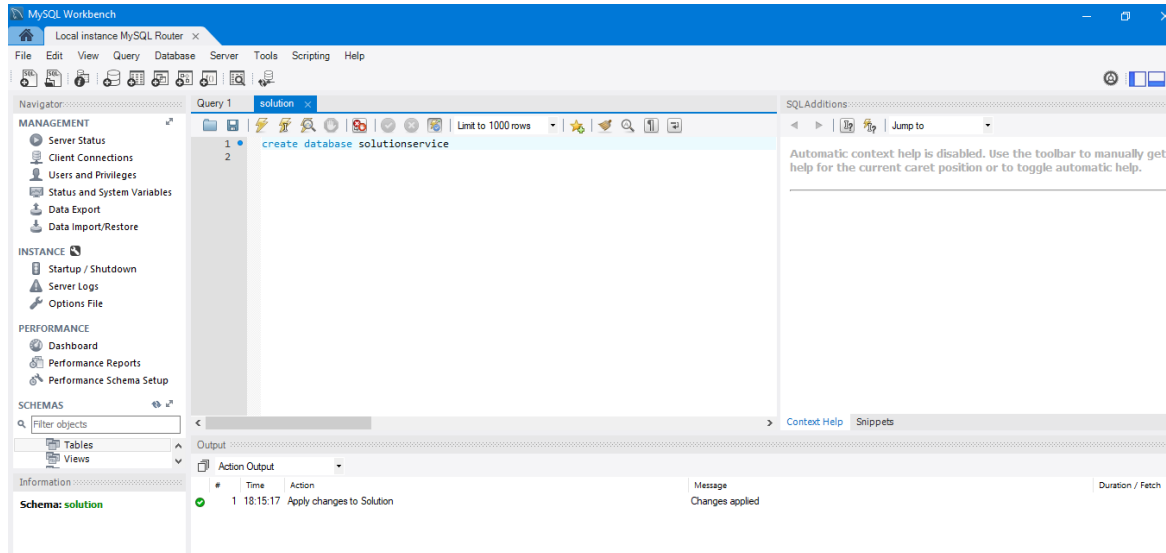 MySQL Workbench
Local instance MySQL Router
File Edit View Query Database Server Tools Scripting Help
Navigator
MANAGEMENT
Server Status
Client Connections
Users and Privileges
Status and System Variables
Data Export
Data Import/Restore
INSTANCE
Startup / Shutdown
Server Logs
Options File
PERFORMANCE
Dashboard
Performance Reports
Performance Schema Setup
SCHEMAS
Filter objects
Tables
Views
Information
Schema: solution
Query 1 solution
Limit to 1000 rows
1 create database solutionservice
2
SQLAdditions
Jump to
Automatic context help is disabled. Use the toolbar to manually get
help for the current caret position or to toggle automatic help.
Context Help Snippets
Output
Action Output
# Time Action Message Duration / Fetch
1 18:15:17 Apply changes to Solution Changes applied